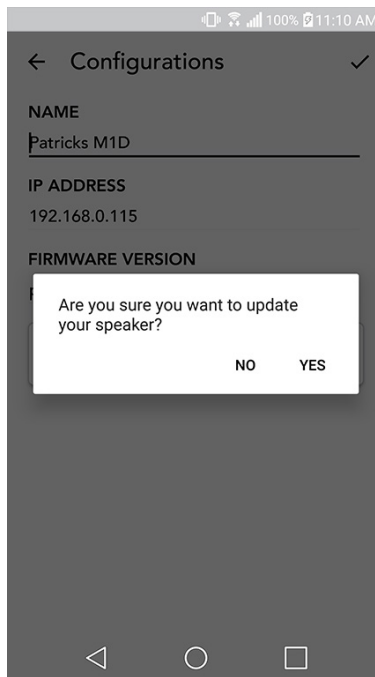 100% 11:10 AM
Configurations
NAME
Patricks M1D
IP ADDRESS
192.168.0.115
FIRMWARE VERSION
Are you sure you want to update
your speaker?
NO YES